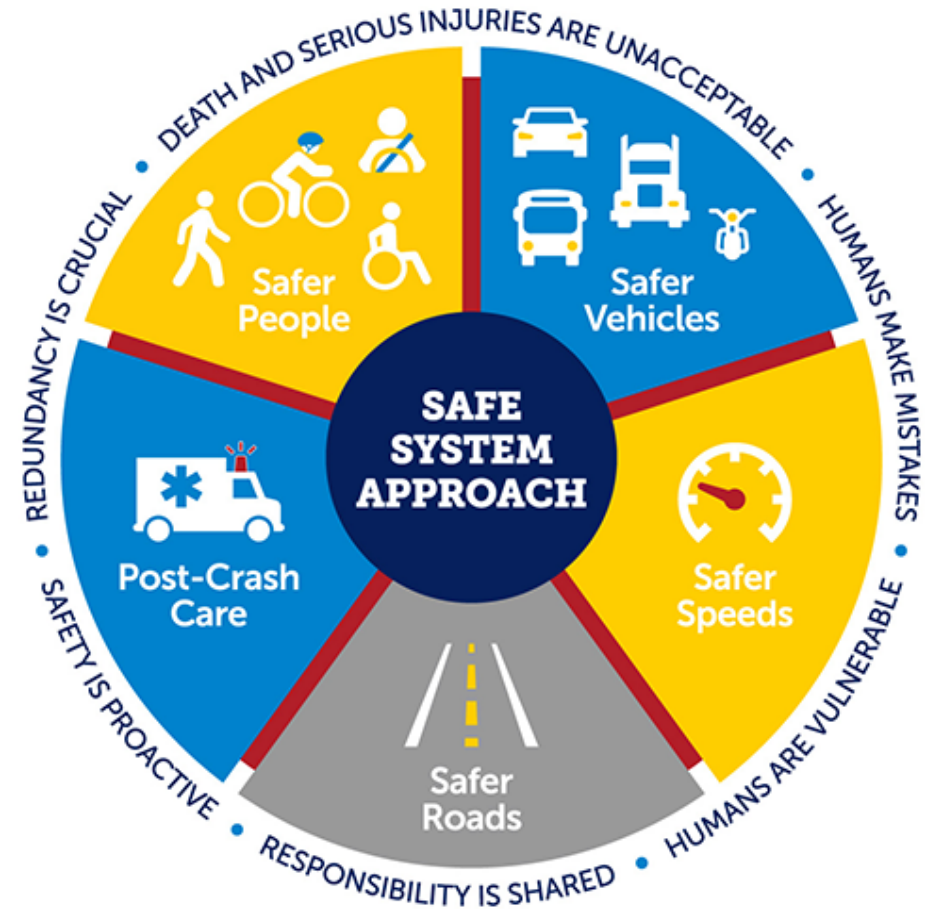 DEATH AND SERIOUS INJURIES ARE UNACCEPTABLE
HUMANS MAKE MISTAKES
HUMANS ARE VULNERABLE
RESPONSIBILITY IS SHARED
SAFETY IS PROACTIVE
REDUNDANCY IS CRUCIAL
SAFE
SYSTEM
APPROACH
Safer
People
Safer
Vehicles
Safer
Speeds
Safer
Roads
Post-Crash
Care